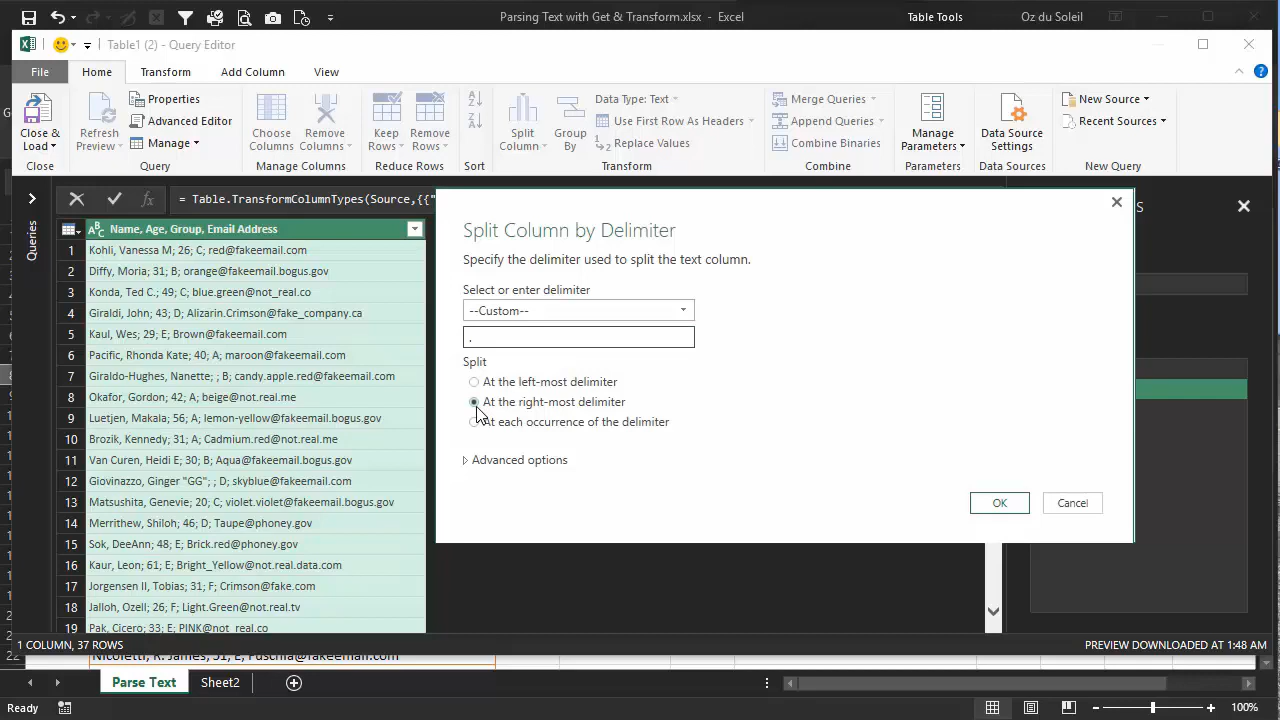 Parsing Text with Get & Transform.xlsx - Excel
Table Tools
Oz du Soleil
Table1 (2) - Query Editor
File
Home
Transform
Add Column
View
Close & Load
Refresh Preview
Properties
Advanced Editor
Manage
Choose Columns
Remove Columns
Keep Rows
Remove Rows
Split Column
Group By
Data Type: Text
Use First Row As Headers
Replace Values
Merge Queries
Append Queries
Combine Binaries
Manage Parameters
Data Source Settings
New Source
Recent Sources
Close
Query
Manage Columns
Reduce Rows
Sort
Transform
Combine
Parameters
Data Sources
New Query
Queries
= Table.TransformColumnTypes(Source,{{"
Name, Age, Group, Email Address
1 Kohli, Vanessa M; 26; C; red@fakeemail.com
2 Diffy, Moria; 31; B; orange@fakeemail.bogus.gov
3 Konda, Ted C.; 49; C; blue.green@not_real.co
4 Giraldi, John; 43; D; Alizarin.Crimson@fake_company.ca
5 Kaul, Wes; 29; E; Brown@fakeemail.com
6 Pacific, Rhonda Kate; 40; A; maroon@fakeemail.com
7 Giraldo-Hughes, Nanette; ; B; candy.apple.red@fakeemail.com
8 Okafor, Gordon; 42; A; beige@not.real.me
9 Luetjen, Makala; 56; A; lemon-yellow@fakeemail.bogus.gov
10 Brozik, Kennedy; 31; A; Cadmium.red@not.real.me
11 Van Curen, Heidi E; 30; B; Aqua@fakeemail.bogus.gov
12 Giovinazzo, Ginger "GG"; ; D; skyblue@fakeemail.com
13 Matsushita, Genevie; 20; C; violet.violet@fakeemail.bogus.gov
14 Merrithew, Shiloh; 46; D; Taupe@phoney.gov
15 Sok, DeeAnn; 48; E; Brick.red@phoney.gov
16 Kaur, Leon; 61; E; Bright_Yellow@not.real.data.com
17 Jorgensen II, Tobias; 31; F; Crimson@fake.com
18 Jalloh, Ozell; 26; F; Light.Green@not.real.tv
19 Pak, Cicero; 33; E; PINK@not_real.co
Split Column by Delimiter
Specify the delimiter used to split the text column.
Select or enter delimiter
--Custom--
.
Split
At the left-most delimiter
At the right-most delimiter
At each occurrence of the delimiter
Advanced options
OK
Cancel
1 COLUMN, 37 ROWS
PREVIEW DOWNLOADED AT 1:48 AM
Parse Text
Sheet2
Ready
100%